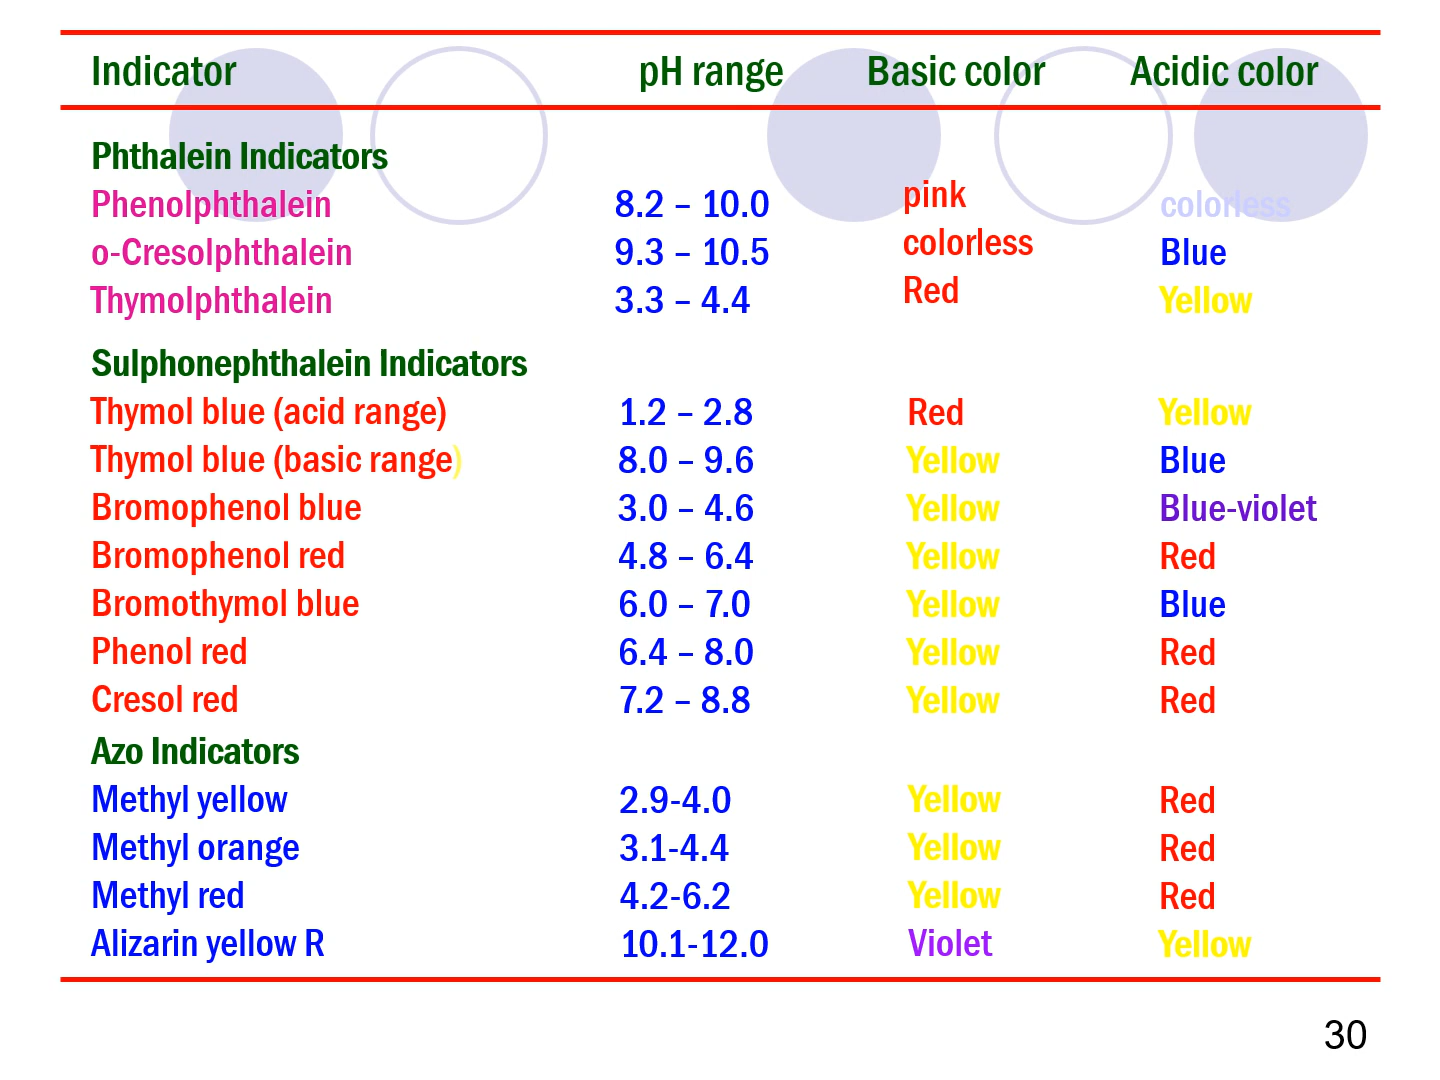 Indicator pH range Basic color Acidic color
Phthalein Indicators
Phenolphthalein 8.2 – 10.0 pink colorless
o-Cresolphthalein 9.3 – 10.5 colorless Blue
Thymolphthalein 3.3 – 4.4 Red Yellow
Sulphonephthalein Indicators
Thymol blue (acid range) 1.2 – 2.8 Red Yellow
Thymol blue (basic range) 8.0 – 9.6 Yellow Blue
Bromophenol blue 3.0 – 4.6 Yellow Blue-violet
Bromophenol red 4.8 – 6.4 Yellow Red
Bromothymol blue 6.0 – 7.0 Yellow Blue
Phenol red 6.4 – 8.0 Yellow Red
Cresol red 7.2 – 8.8 Yellow Red
Azo Indicators
Methyl yellow 2.9-4.0 Yellow Red
Methyl orange 3.1-4.4 Yellow Red
Methyl red 4.2-6.2 Yellow Red
Alizarin yellow R 10.1-12.0 Violet Yellow
30